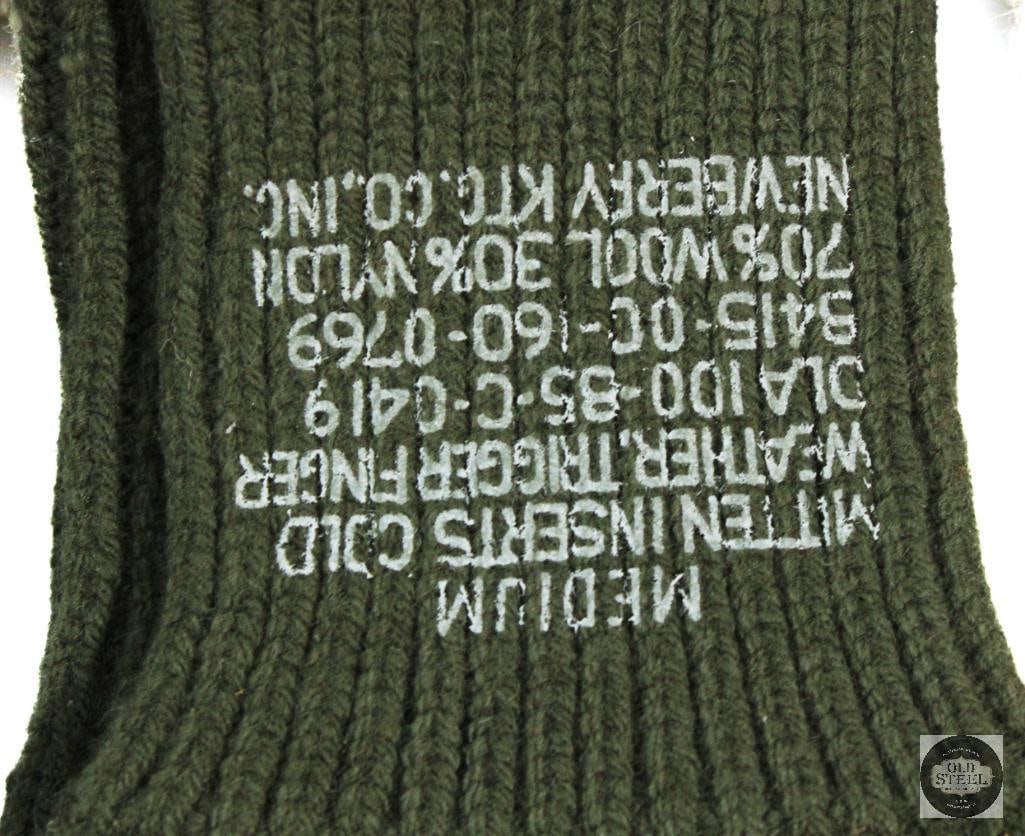 MEDIUM
MITTEN INSERTS COLD
WEATHER, TRIGGER FINGER
DLA 100-85-C-0419
8415-00-160-0769
70% WOOL 30% NYLON
NEWBERRY KTG. CO., INC.
OLD
STEEL